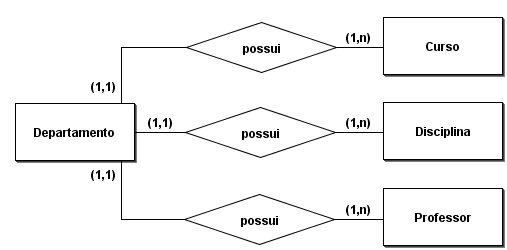 possui
(1,n)
Curso
(1,1)
Departamento
(1,1)
possui
(1,n)
Disciplina
(1,1)
possui
(1,n)
Professor